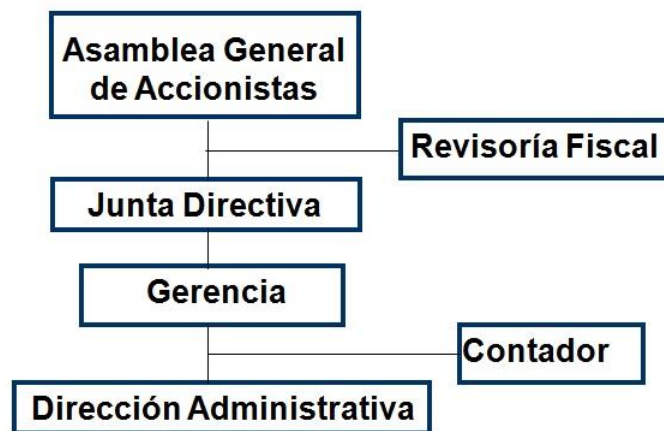 Asamblea General
de Accionistas
Revisoría Fiscal
Junta Directiva
Gerencia
Contador
Dirección Administrativa